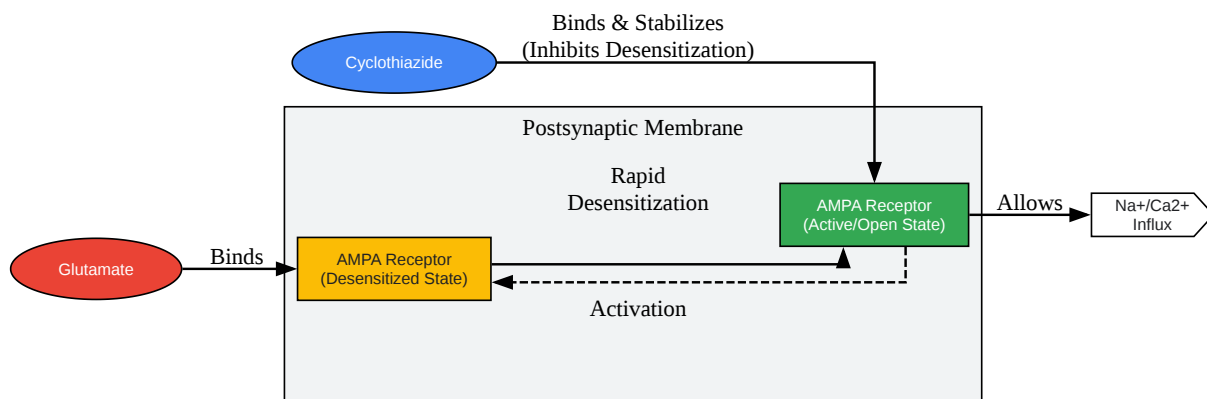 Binds & Stabilizes
(Inhibits Desensitization)
Cyclothiazide
Postsynaptic Membrane
Rapid
Desensitization
AMPA Receptor
(Active/Open State)
Allows
Na+/Ca2+
Influx
Glutamate
Binds
AMPA Receptor
(Desensitized State)
Activation